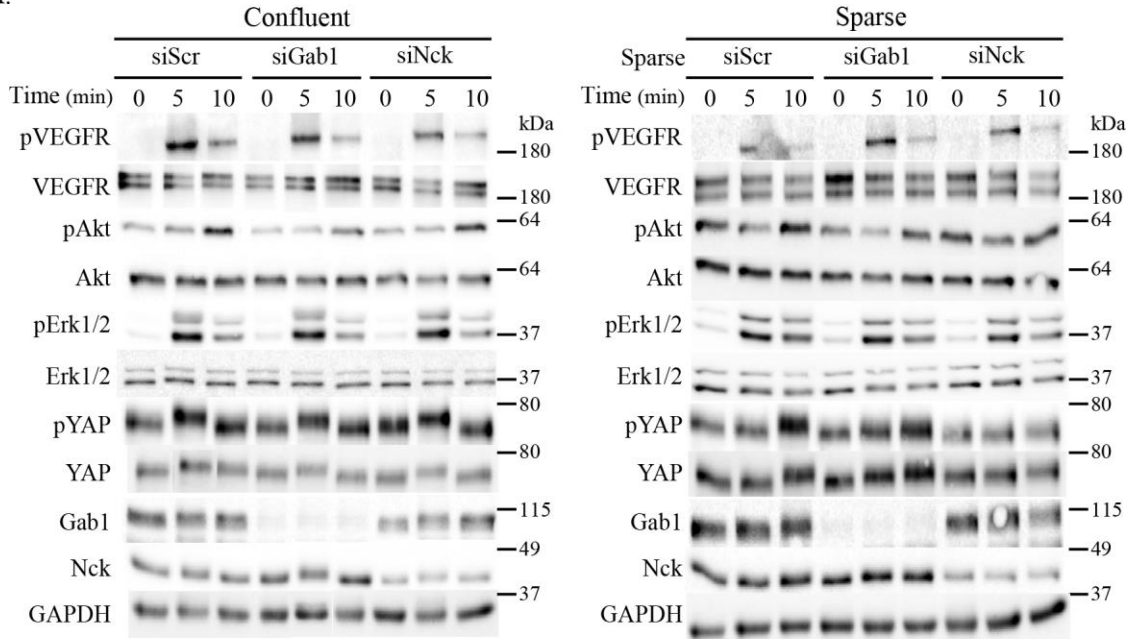 Confluent
siScr siGab1 siNck
Time (min) 0 5 10 0 5 10 0 5 10
kDa
pVEGFR
180
VEGFR
180
pAkt
64
Akt
64
pErk1/2
37
Erk1/2
37
pYAP
80
YAP
80
Gab1
115
Nck
49
GAPDH
37
Sparse
Sparse siScr siGab1 siNck
Time (min) 0 5 10 0 5 10 0 5 10
kDa
pVEGFR
180
VEGFR
180
pAkt
64
Akt
64
pErk1/2
37
Erk1/2
37
pYAP
80
YAP
80
Gab1
115
Nck
49
GAPDH
37